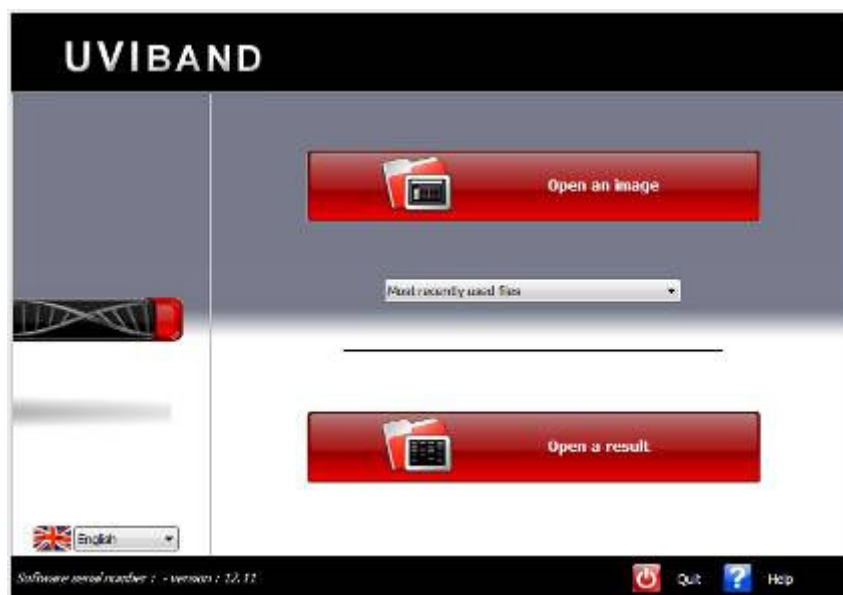 UVIBAND
Open an image
Most recently used files
Open a result
English
Software serial number : - version : 12.11
Quit
Help